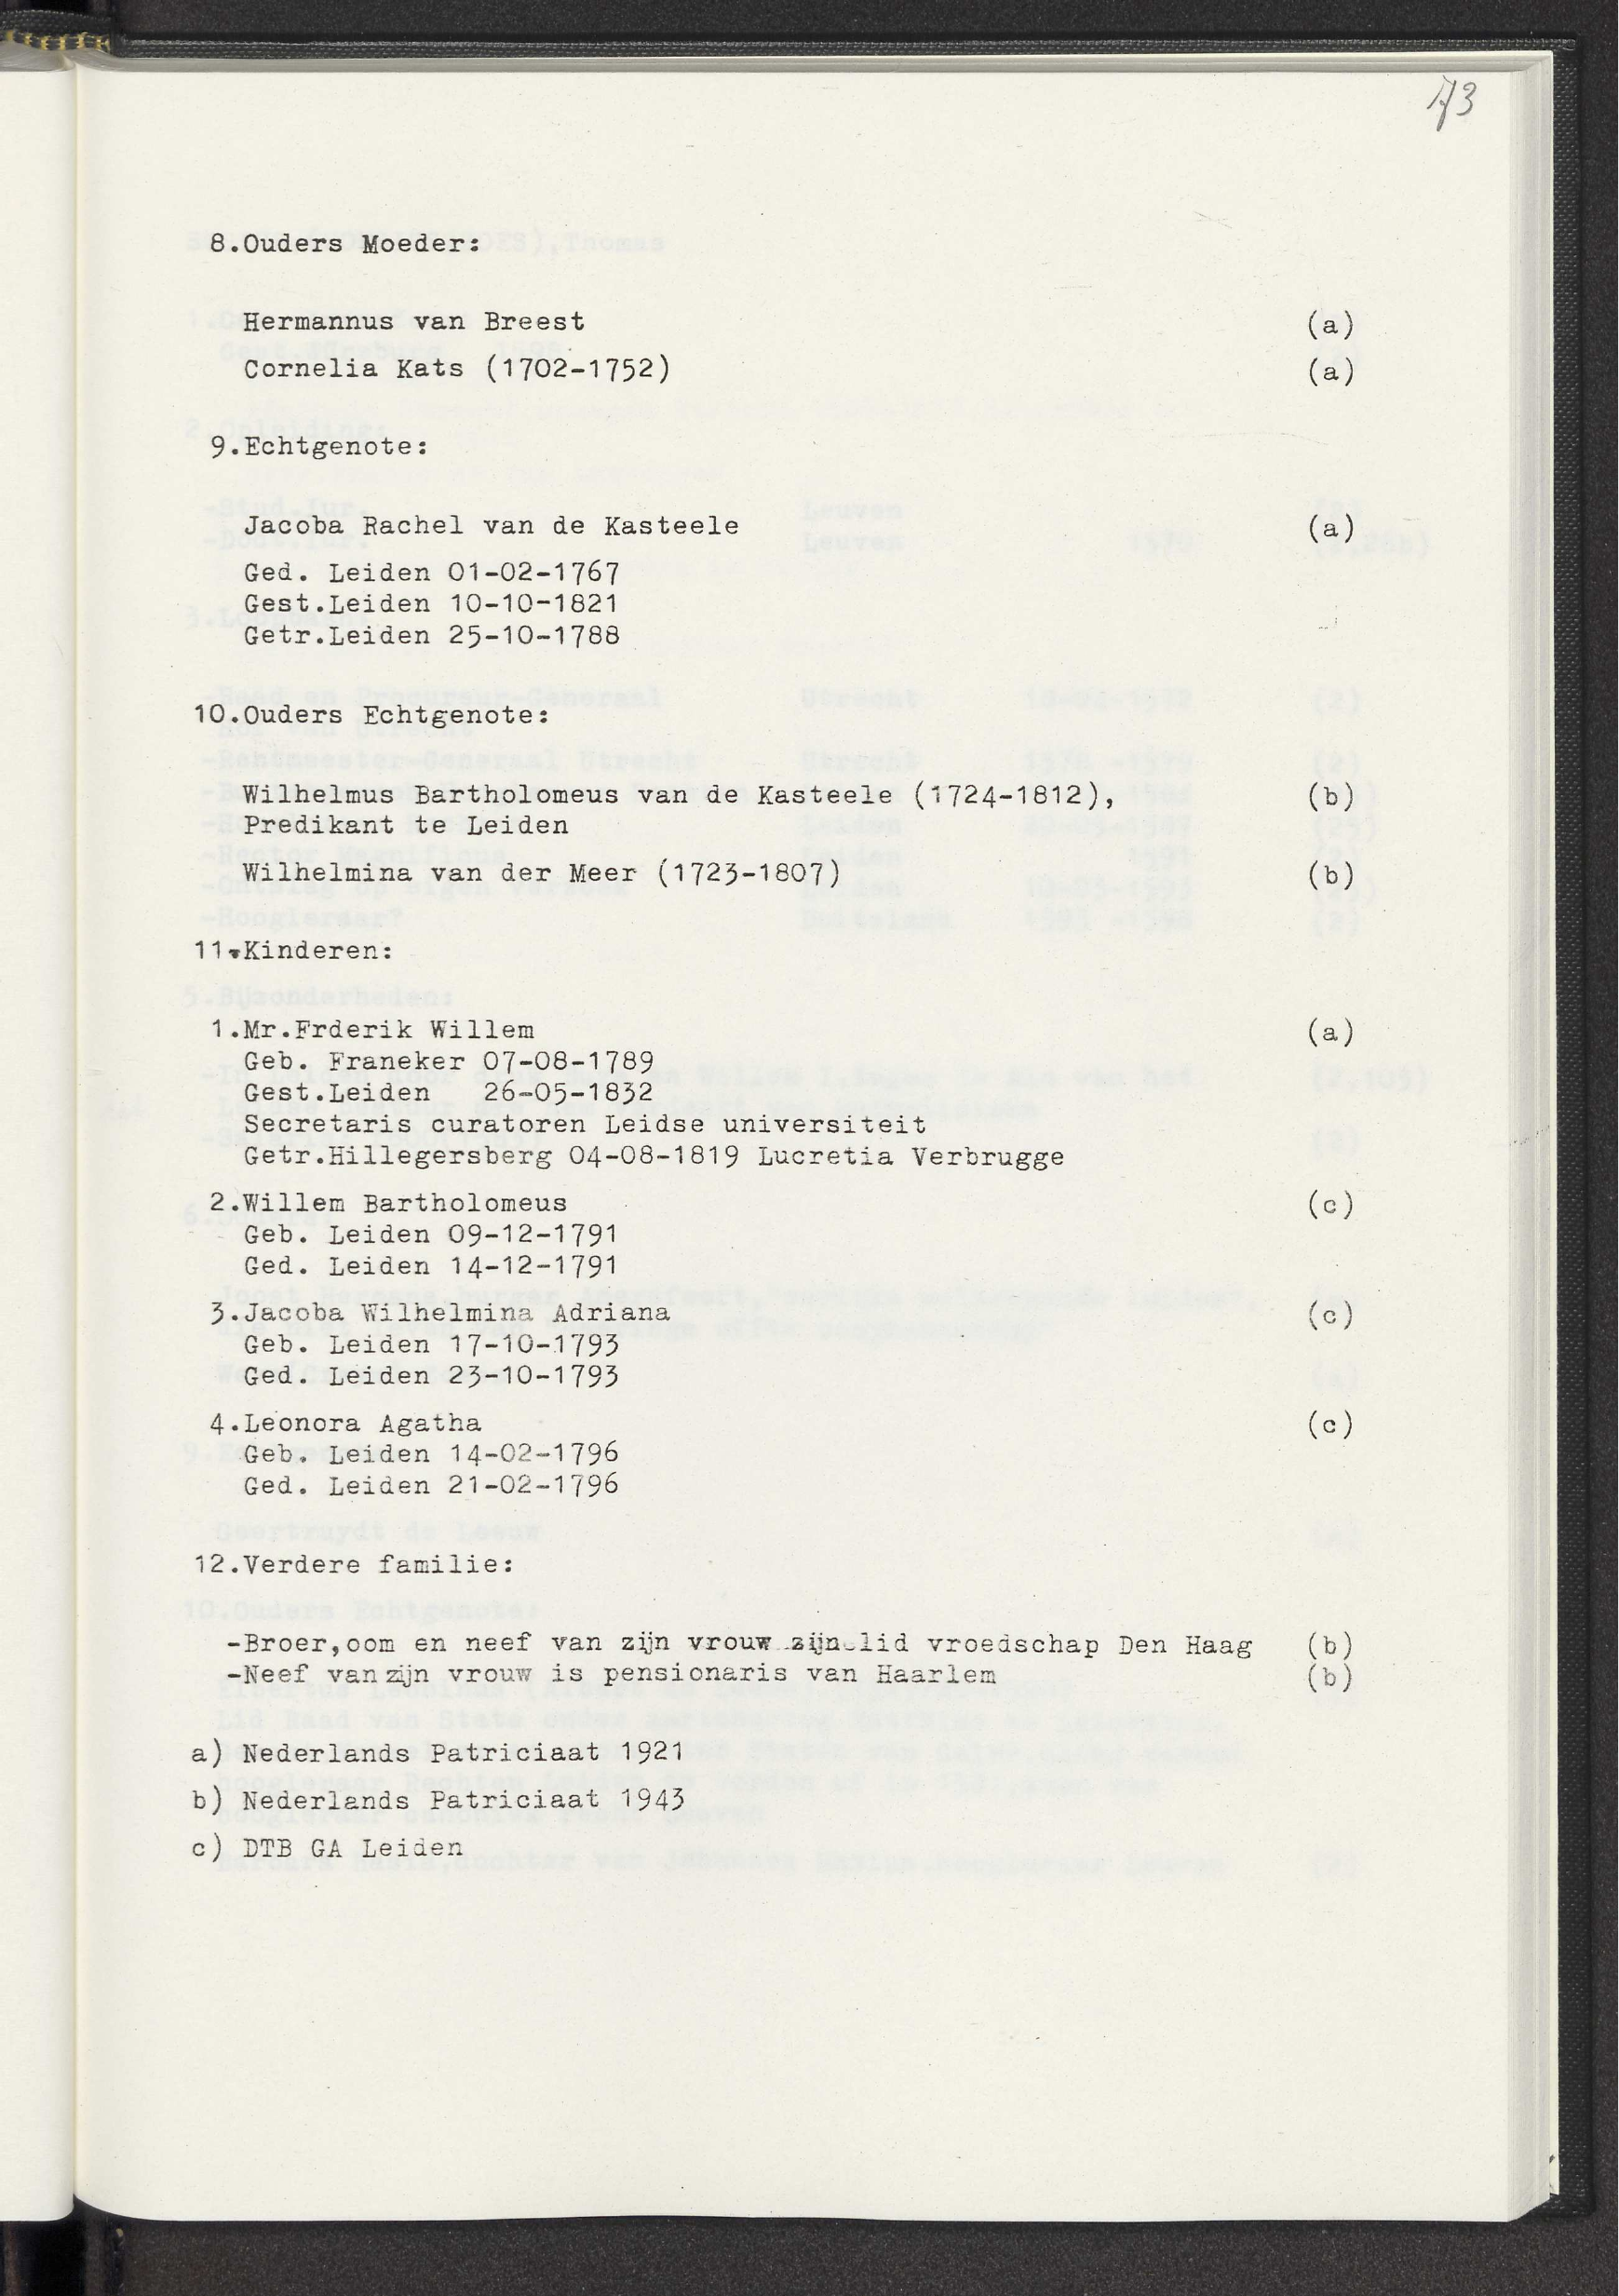 73
8.Ouders Moeder:
Hermannus van Breest (a)
Cornelia Kats (1702-1752) (a)
9.Echtgenote:
Jacoba Rachel van de Kasteele (a)
Ged. Leiden 01-02-1767
Gest.Leiden 10-10-1821
Getr.Leiden 25-10-1788
10.Ouders Echtgenote:
Wilhelmus Bartholomeus van de Kasteele (1724-1812), (b)
Predikant te Leiden
Wilhelmina van der Meer (1723-1807) (b)
11.Kinderen:
1.Mr.Frderik Willem (a)
Geb. Franeker 07-08-1789
Gest.Leiden 26-05-1832
Secretaris curatoren Leidse universiteit
Getr.Hillegersberg 04-08-1819 Lucretia Verbrugge
2.Willem Bartholomeus (c)
Geb. Leiden 09-12-1791
Ged. Leiden 14-12-1791
3.Jacoba Wilhelmina Adriana (c)
Geb. Leiden 17-10-1793
Ged. Leiden 23-10-1793
4.Leonora Agatha (c)
Geb. Leiden 14-02-1796
Ged. Leiden 21-02-1796
12.Verdere familie:
-Broer,oom en neef van zijn vrouw zijn lid vroedschap Den Haag (b)
-Neef van zijn vrouw is pensionaris van Haarlem (b)
a) Nederlands Patriciaat 1921
b) Nederlands Patriciaat 1943
c) DTB GA Leiden